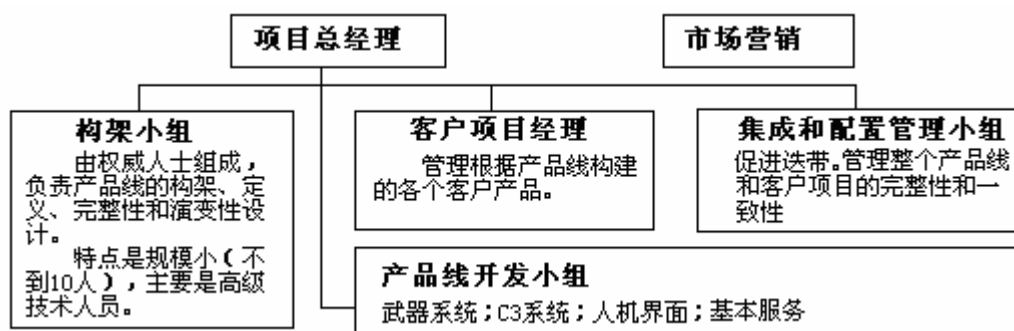 项目总经理
市场营销
构架小组
由权威人士组成，
负责产品线的构架、定
义、完整性和演变性设
计。
特点是规模小（不
到10人），主要是高级
技术人员。
客户项目经理
管理根据产品线构建
的各个客户产品。
集成和配置管理小组
促进迭带。管理整个产品线
和客户项目的完整性和一
致性
产品线开发小组
武器系统；C3系统；人机界面；基本服务